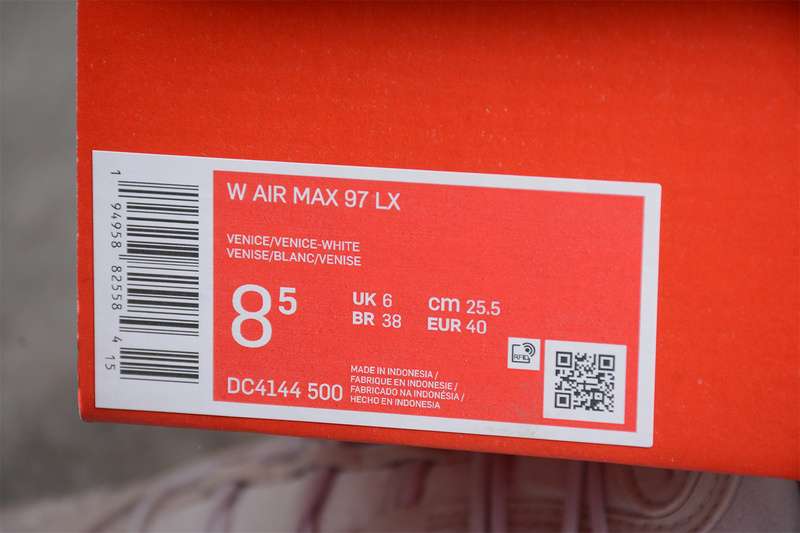 W AIR MAX 97 LX
VENICE/VENICE-WHITE
VENISE/BLANC/VENISE
8⁵
UK 6
cm 25.5
BR 38
EUR 40
RFID
DC4144 500
MADE IN INDONESIA /
FABRIQUE EN INDONESIE /
FABRICADO NA INDONÉSIA /
HECHO EN INDONESIA
1 94958 82558 4 15